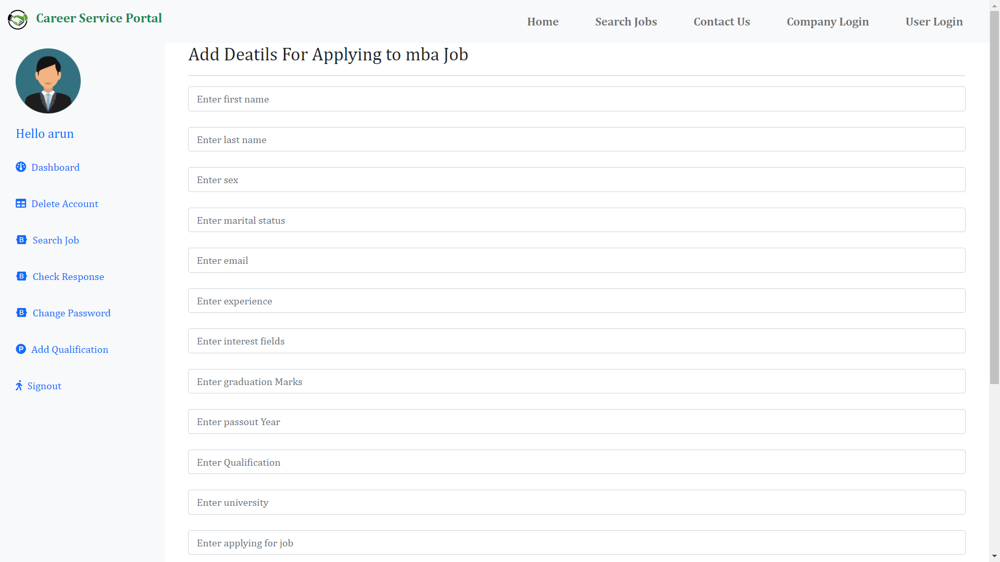 Career Service Portal
Home
Search Jobs
Contact Us
Company Login
User Login
Hello arun
Dashboard
Delete Account
B Search Job
B Check Response
B Change Password
P Add Qualification
Signout
Add Deatils For Applying to mba Job
Enter first name
Enter last name
Enter sex
Enter marital status
Enter email
Enter experience
Enter interest fields
Enter graduation Marks
Enter passout Year
Enter Qualification
Enter university
Enter applying for job